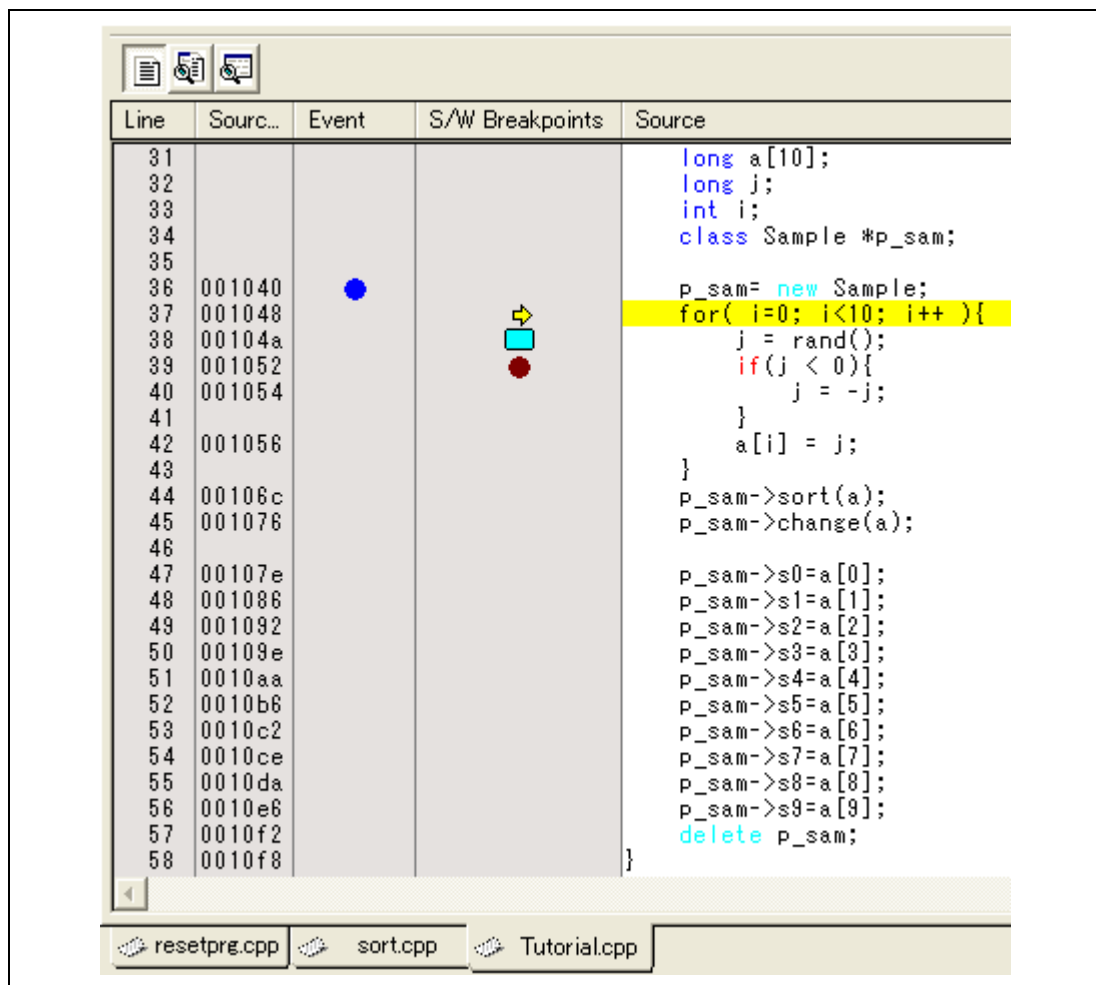 Line Sourc... Event S/W Breakpoints Source
31 long a[10];
32 long j;
33 int i;
34 class Sample *p_sam;
35
36 001040 p_sam= new Sample;
37 001048 for( i=0; i<10; i++ ){
38 00104a j = rand();
39 001052 if(j < 0){
40 001054 j = -j;
41 }
42 001056 a[i] = j;
43 }
44 00106c p_sam->sort(a);
45 001076 p_sam->change(a);
46
47 00107e p_sam->s0=a[0];
48 001086 p_sam->s1=a[1];
49 001092 p_sam->s2=a[2];
50 00109e p_sam->s3=a[3];
51 0010aa p_sam->s4=a[4];
52 0010b6 p_sam->s5=a[5];
53 0010c2 p_sam->s6=a[6];
54 0010ce p_sam->s7=a[7];
55 0010da p_sam->s8=a[8];
56 0010e6 p_sam->s9=a[9];
57 0010f2 delete p_sam;
58 0010f8 }
resetprg.cpp sort.cpp Tutorial.cpp